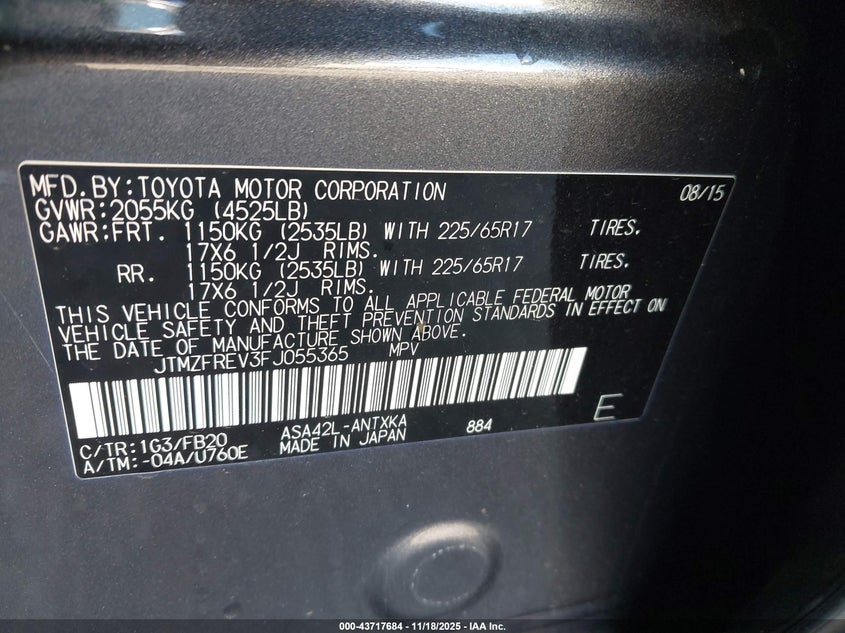 MFD.BY:TOYOTA MOTOR CORPORATION 08/15
GVWR:2055KG (4525LB)
GAWR:FRT. 1150KG (2535LB) WITH 225/65R17 TIRES.
17X6 1/2J RIMS.
RR. 1150KG (2535LB) WITH 225/65R17 TIRES.
17X6 1/2J RIMS.
THIS VEHICLE CONFORMS TO ALL APPLICABLE FEDERAL MOTOR
VEHICLE SAFETY AND THEFT PREVENTION STANDARDS IN EFFECT ON
THE DATE OF MANUFACTURE SHOWN ABOVE.
JTMZFREV3FJ055365 MPV
C/TR:1G3/FB20 ASA42L-ANTXKA 884 E
A/TM:-04A/U760E MADE IN JAPAN
000-43717684 - 11/18/2025 - IAA Inc.